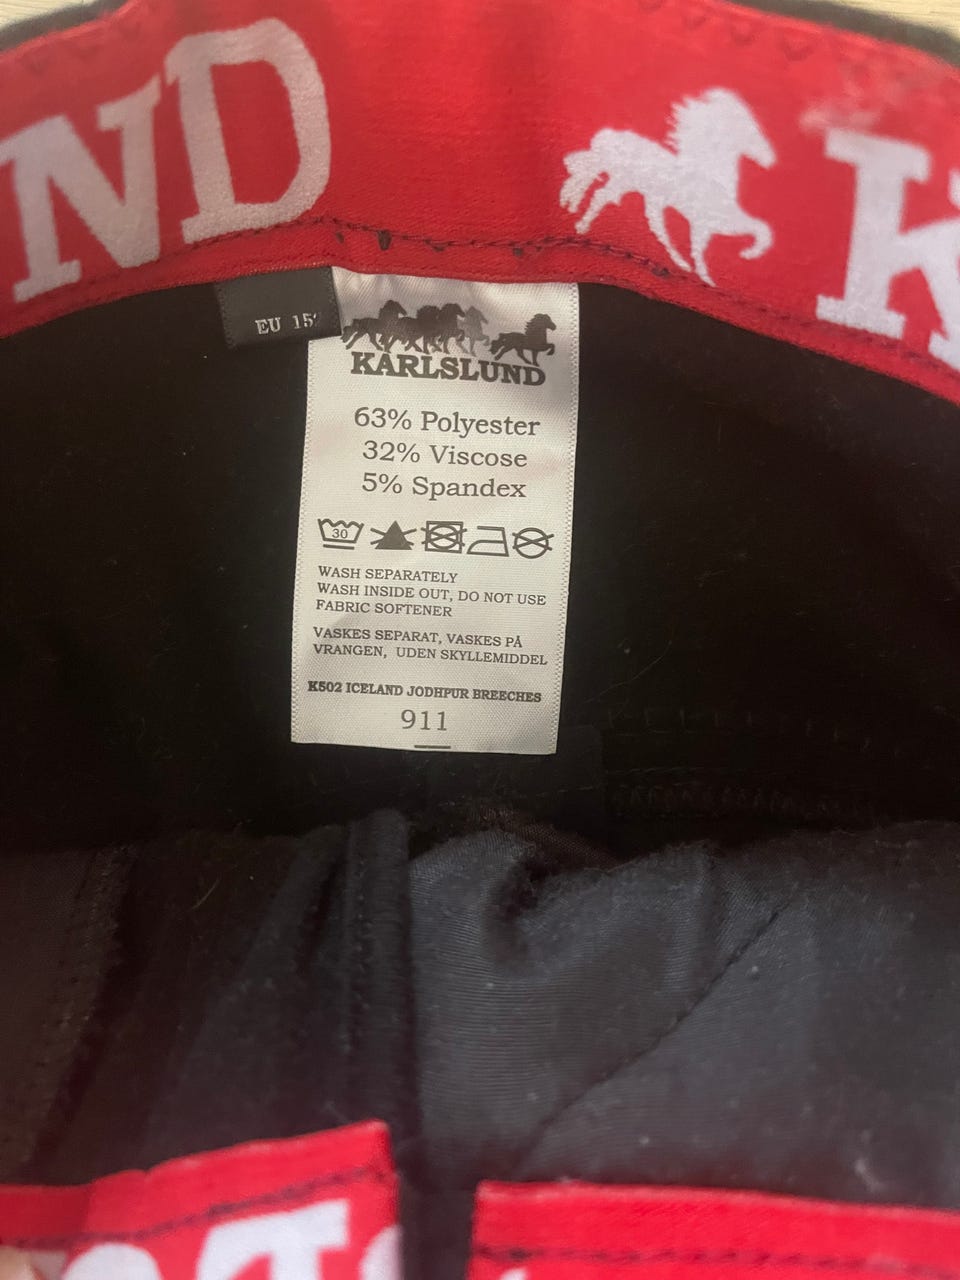 ND
K
EU 15
KARLSLUND
63% Polyester
32% Viscose
5% Spandex
30
WASH SEPARATELY
WASH INSIDE OUT, DO NOT USE
FABRIC SOFTENER
VASKES SEPARAT, VASKES PÅ
VRANGEN, UDEN SKYLLEMIDDEL
K502 ICELAND JODHPUR BREECHES
911